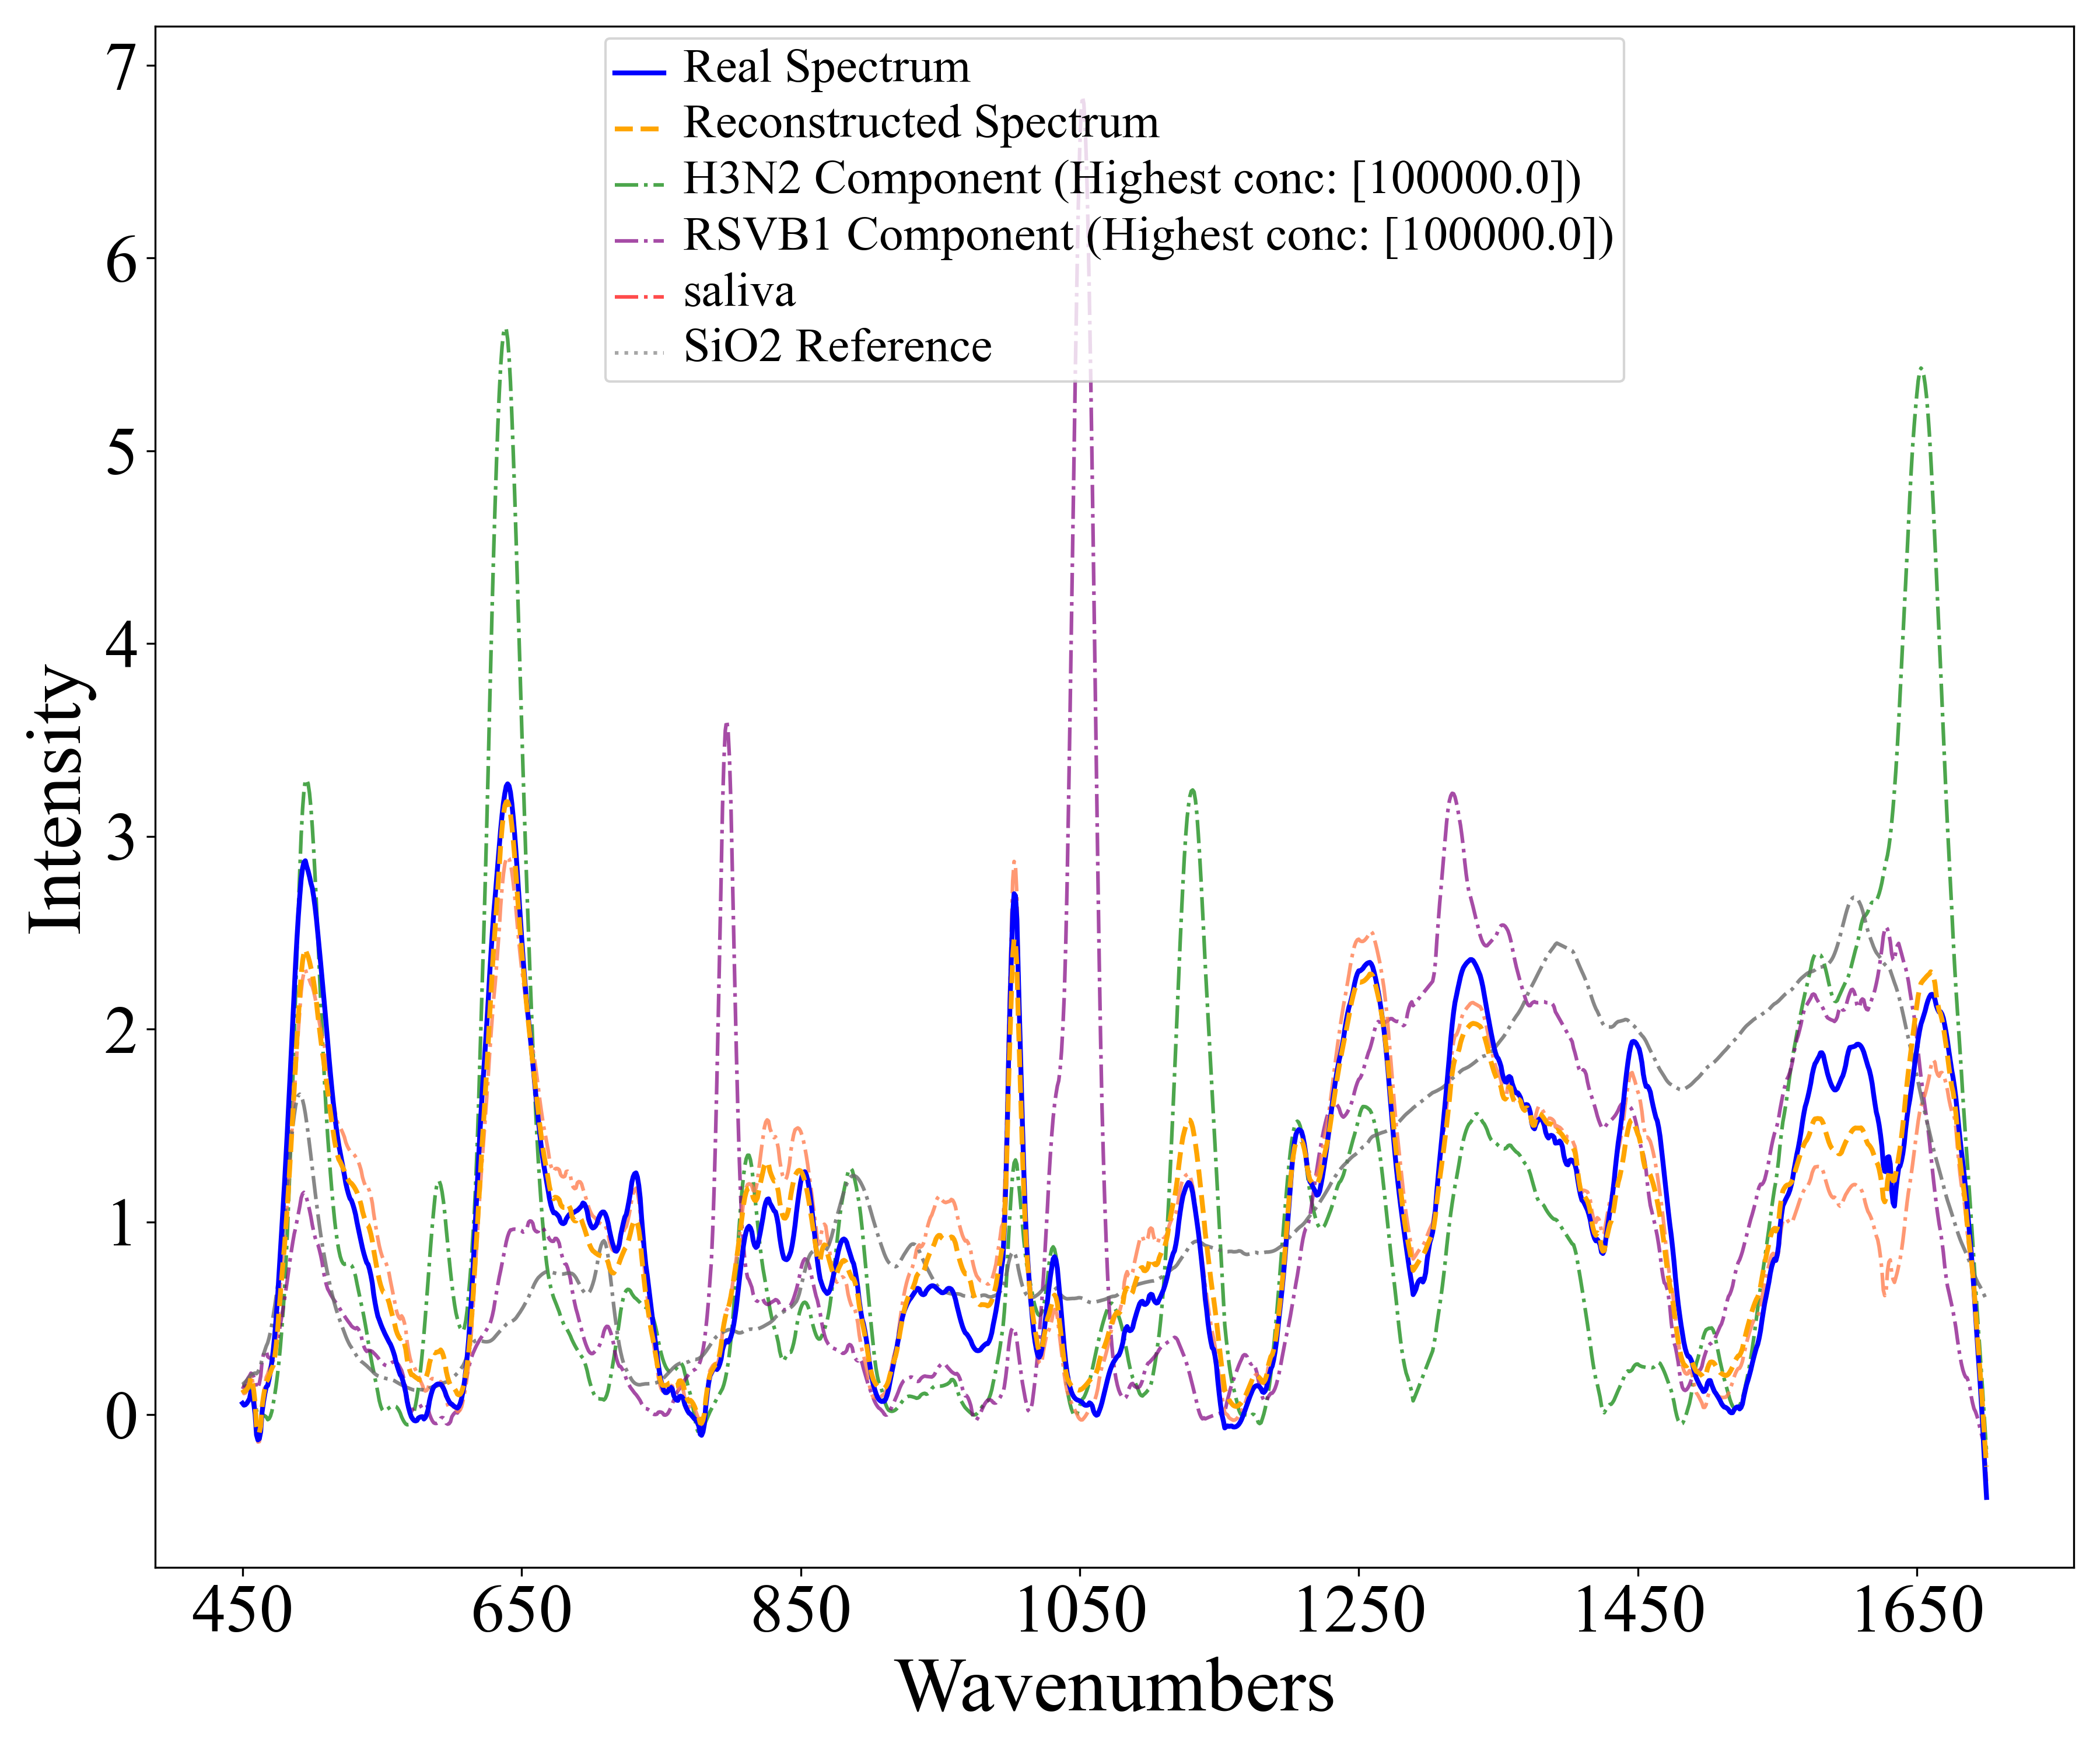 Real Spectrum
Reconstructed Spectrum
H3N2 Component (Highest conc: [100000.0])
RSVB1 Component (Highest conc: [100000.0])
saliva
SiO2 Reference
7
6
5
4
3
2
1
0
Intensity
450 650 850 1050 1250 1450 1650
Wavenumbers